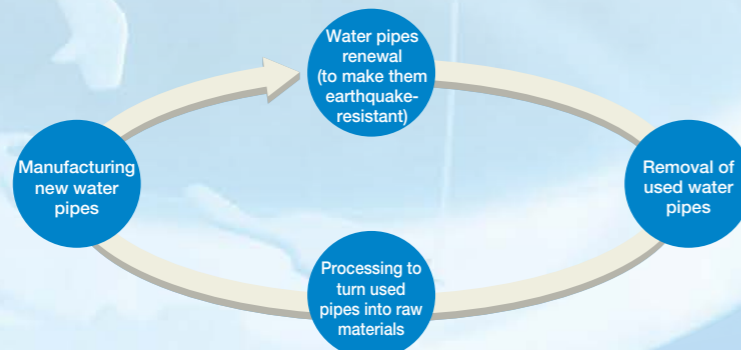 Water pipes
renewal
(to make them
earthquake-
resistant)
Removal of
used water
pipes
Processing to
turn used
pipes into raw
materials
Manufacturing
new water
pipes